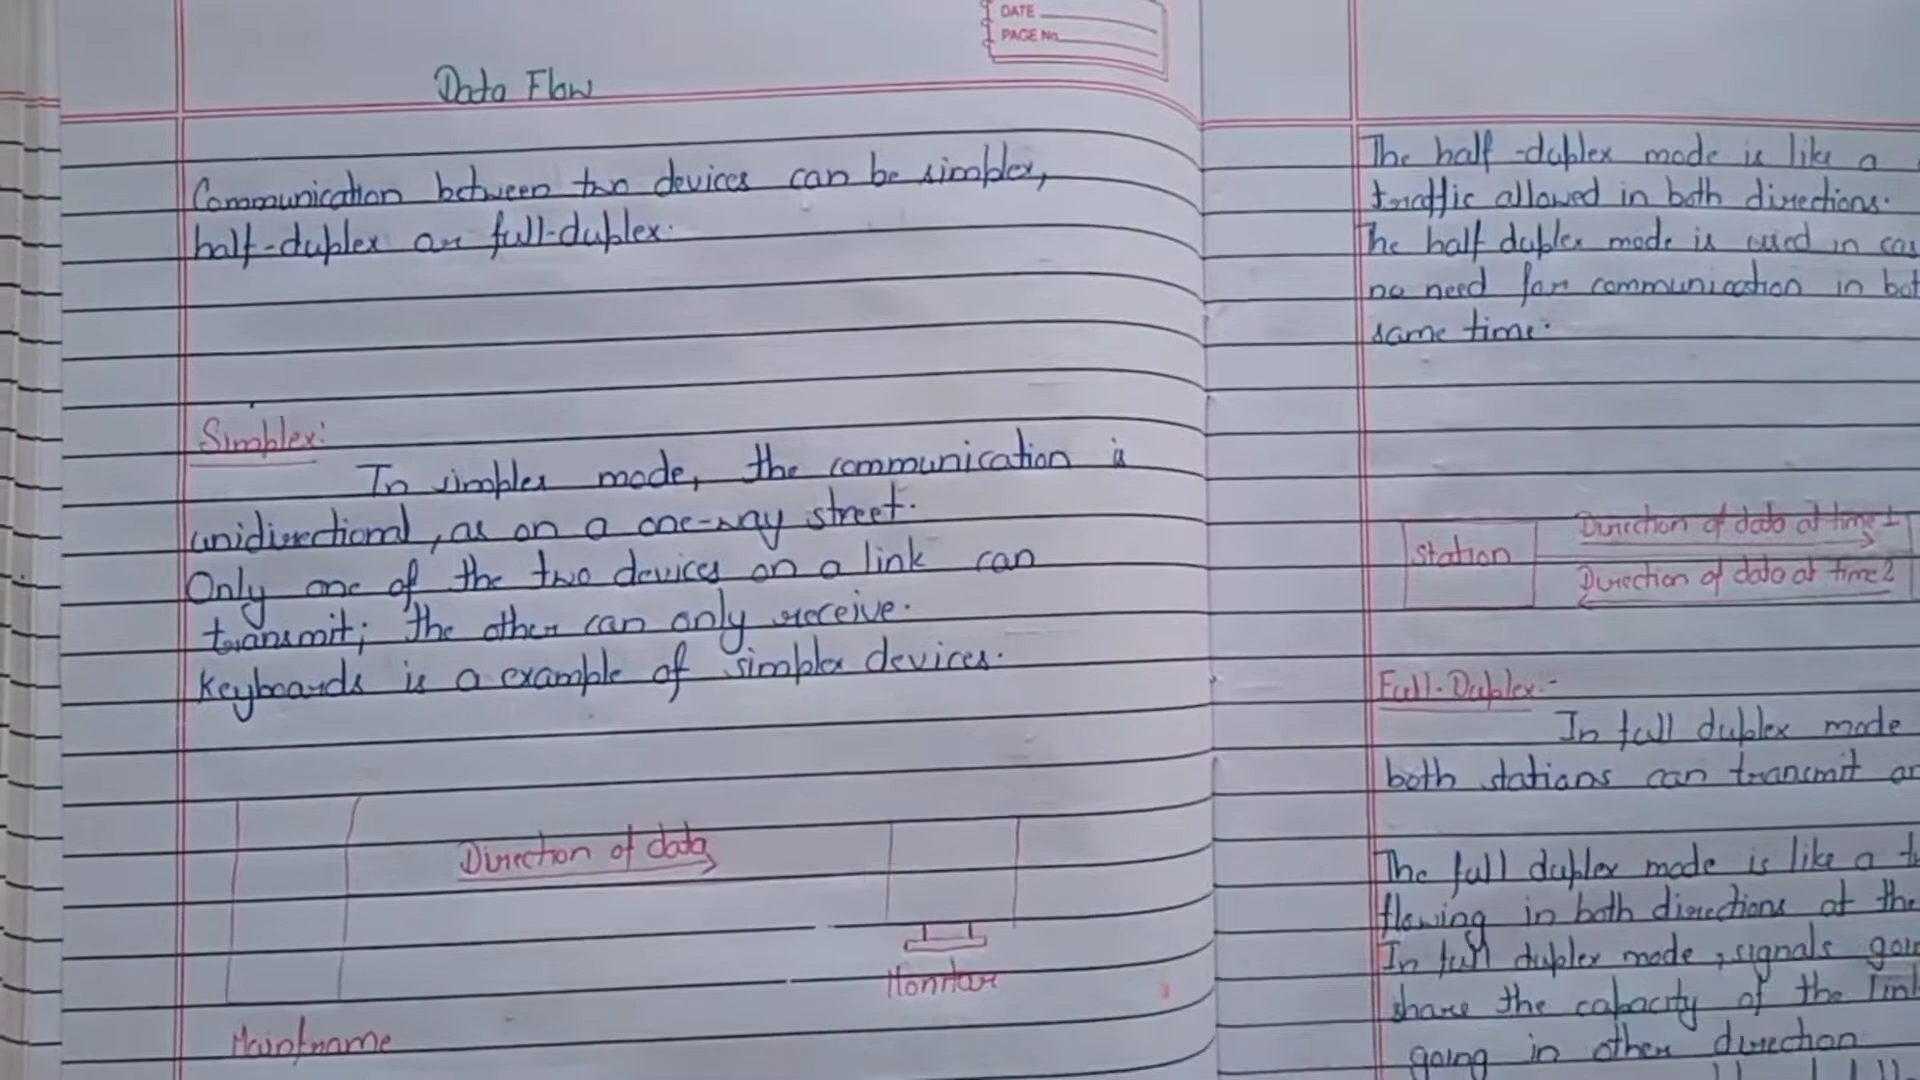 DATE
PAGE No.
Data Flow
Communication between two devices can be simplex,
half-duplex or full-duplex.
Simplex:
In simplex mode, the communication is
unidirectional, as on a one-way street.
Only one of the two devices on a link can
transmit; the other can only receive.
Keyboards is a example of simplex devices.
Direction of data
Monitor
Mainframe
The half-duplex mode is like a
traffic allowed in both directions.
The half duplex mode is used in cas
no need for communication in bot
same time.
Station
Direction of data at time 1
Direction of data at time 2
Full-Duplex:-
In full duplex mode
both stations can transmit an
The full duplex mode is like a t
flowing in both directions at the
In full duplex mode, signals goin
share the capacity of the link
going in other direction